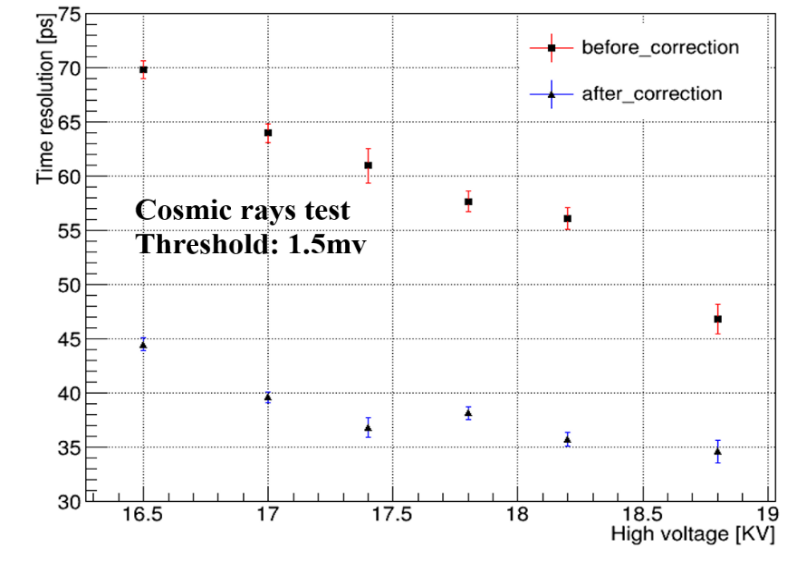 75
Time resolution [ps]
before_correction
70
after_correction
65
60
Cosmic rays test
55
Threshold: 1.5mv
50
45
40
35
30
16.5 17 17.5 18 18.5 19
High voltage [KV]